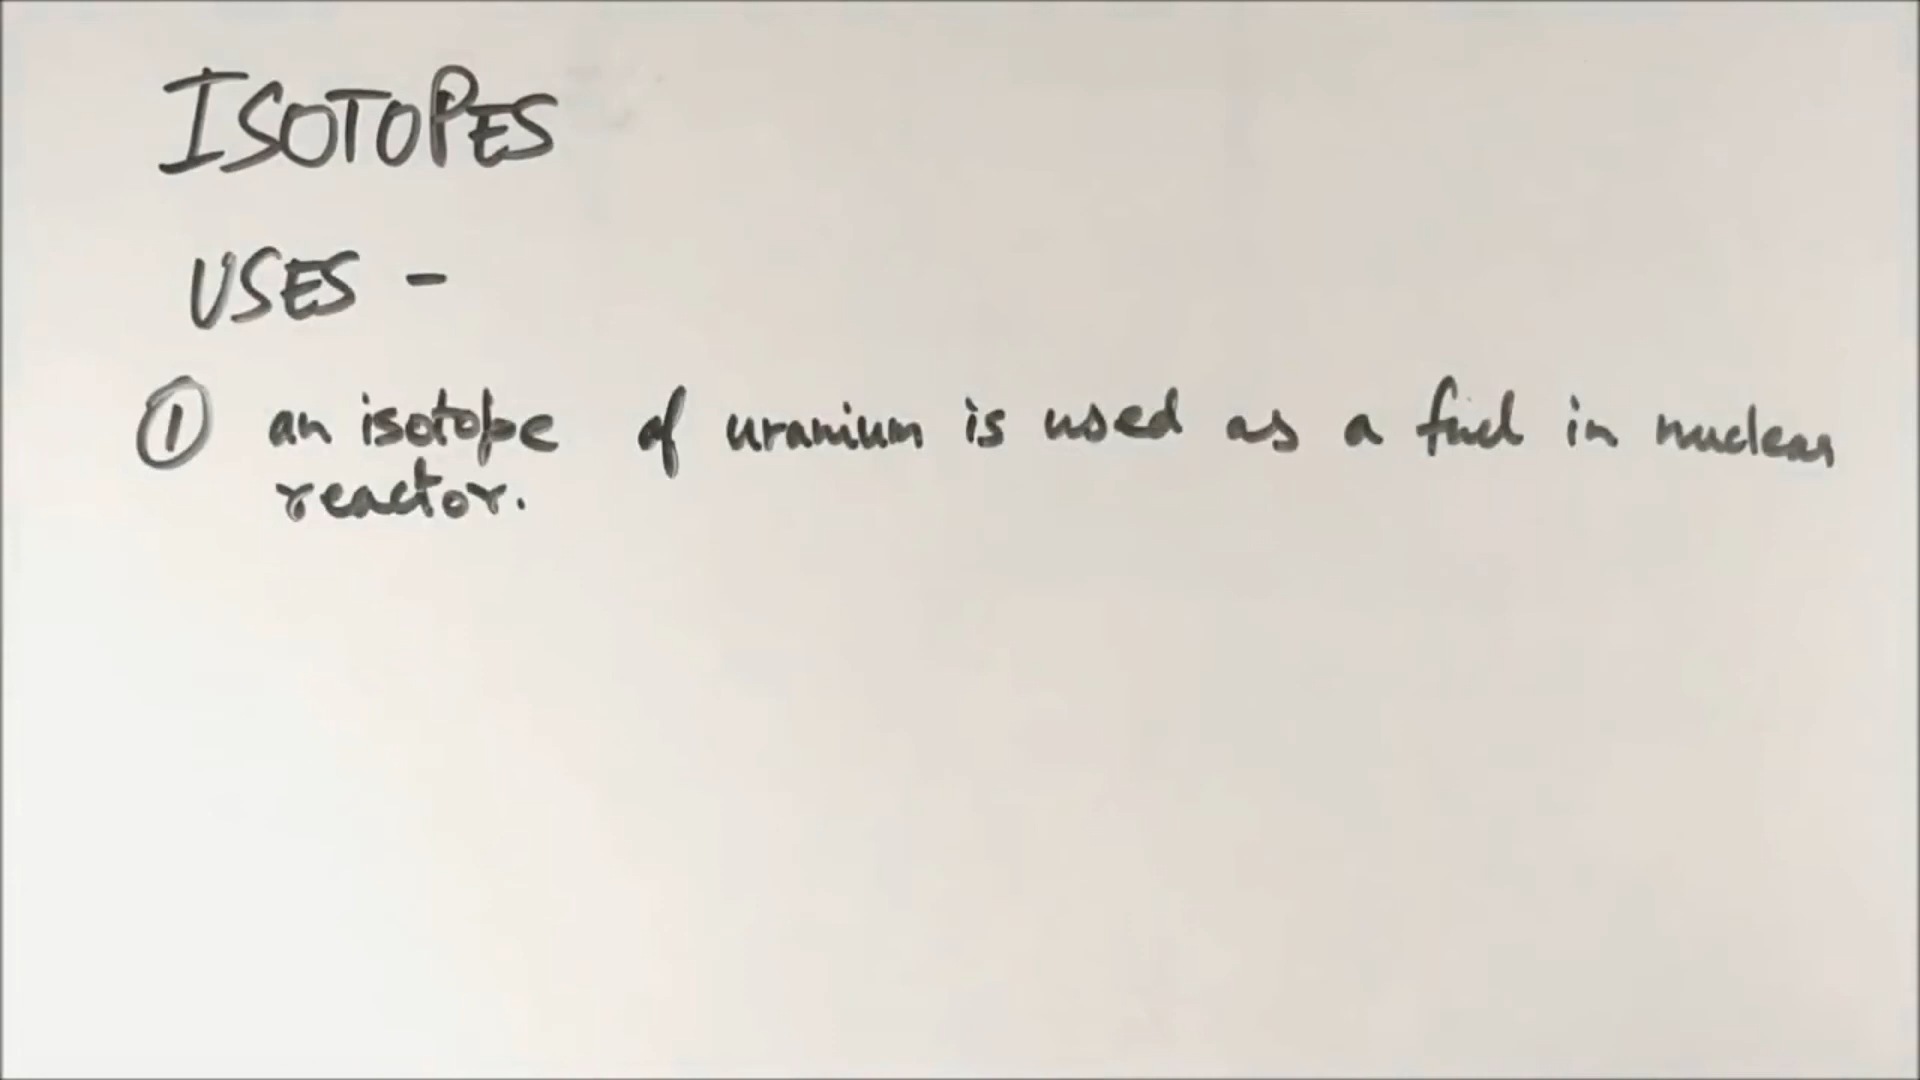 ISOTOPES
USES -
① an isotope of uranium is used as a fuel in nuclear
reactor.